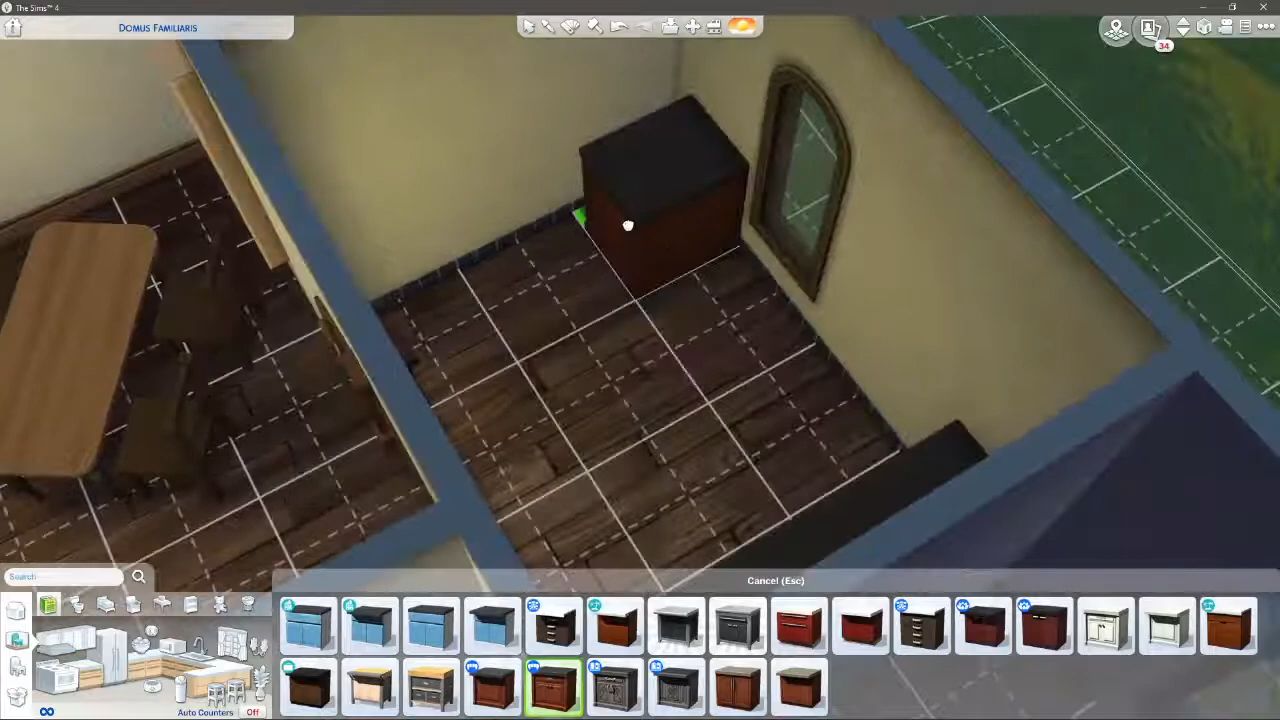 The Sims™ 4
Domus Familiaris
34
Cancel (Esc)
Search
Auto Counters Off